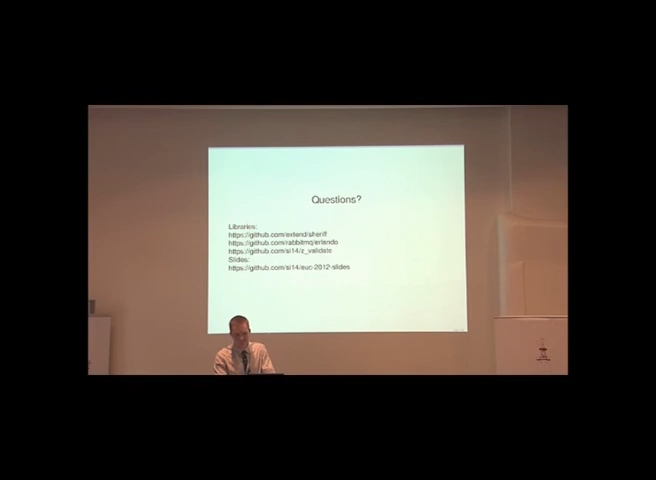 Questions?
Libraries:
https://github.com/extend/sheriff
https://github.com/rabbitmq/erlando
https://github.com/si14/z_validate
Slides:
https://github.com/si14/euc-2012-slides